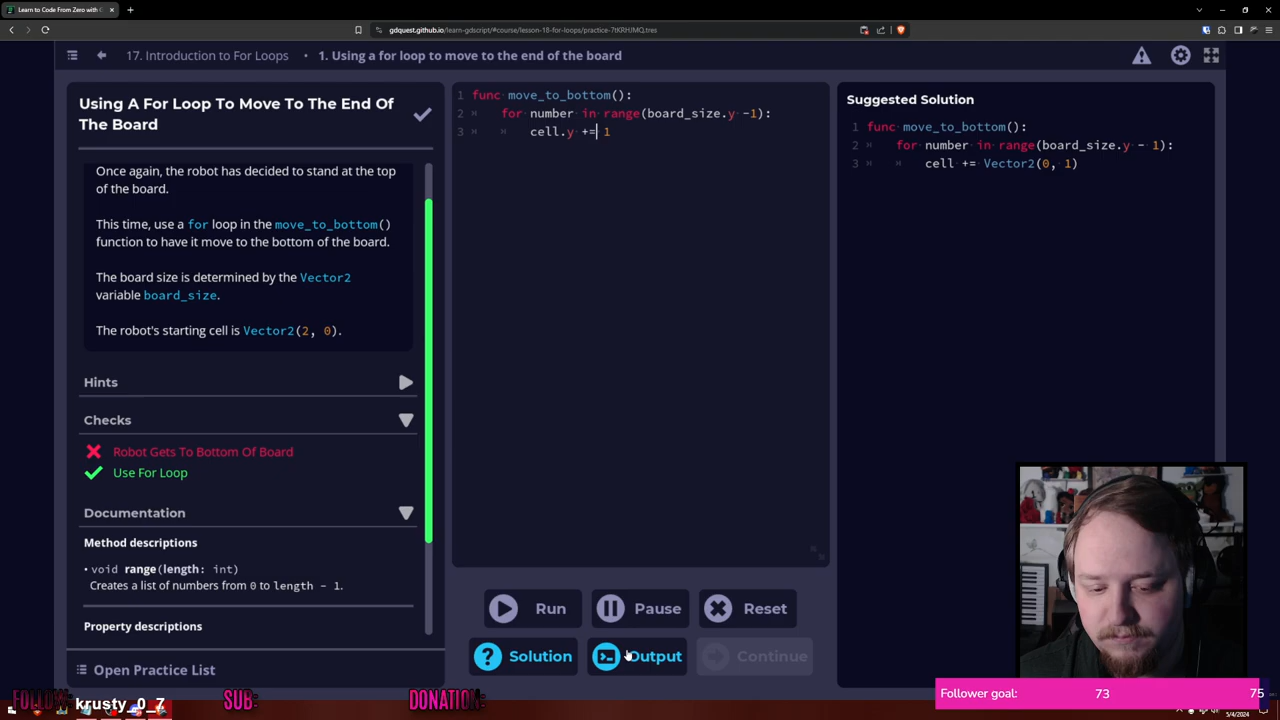 Learn to Code From Zero with G
gdquest.github.io/learn-gdscript/#course/lesson-18-for-loops/practice-7tKRHJMQ.tres
17. Introduction to For Loops • 1. Using a for loop to move to the end of the board
Using A For Loop To Move To The End Of
The Board
Once again, the robot has decided to stand at the top
of the board.
This time, use a for loop in the move_to_bottom()
function to have it move to the bottom of the board.
The board size is determined by the Vector2
variable board_size.
The robot's starting cell is Vector2(2, 0).
Hints
Checks
Robot Gets To Bottom Of Board
Use For Loop
Documentation
Method descriptions
• void range(length: int)
Creates a list of numbers from 0 to length - 1.
Property descriptions
Open Practice List
1 func move_to_bottom():
2 for number in range(board_size.y -1):
3 cell.y += 1
Run
Pause
Reset
Solution
Output
Continue
Suggested Solution
1 func move_to_bottom():
2 for number in range(board_size.y - 1):
3 cell += Vector2(0, 1)
FOLLOW: krusty_0_7
SUB:
DONATION:
Follower goal: 73 75
5/4/2024